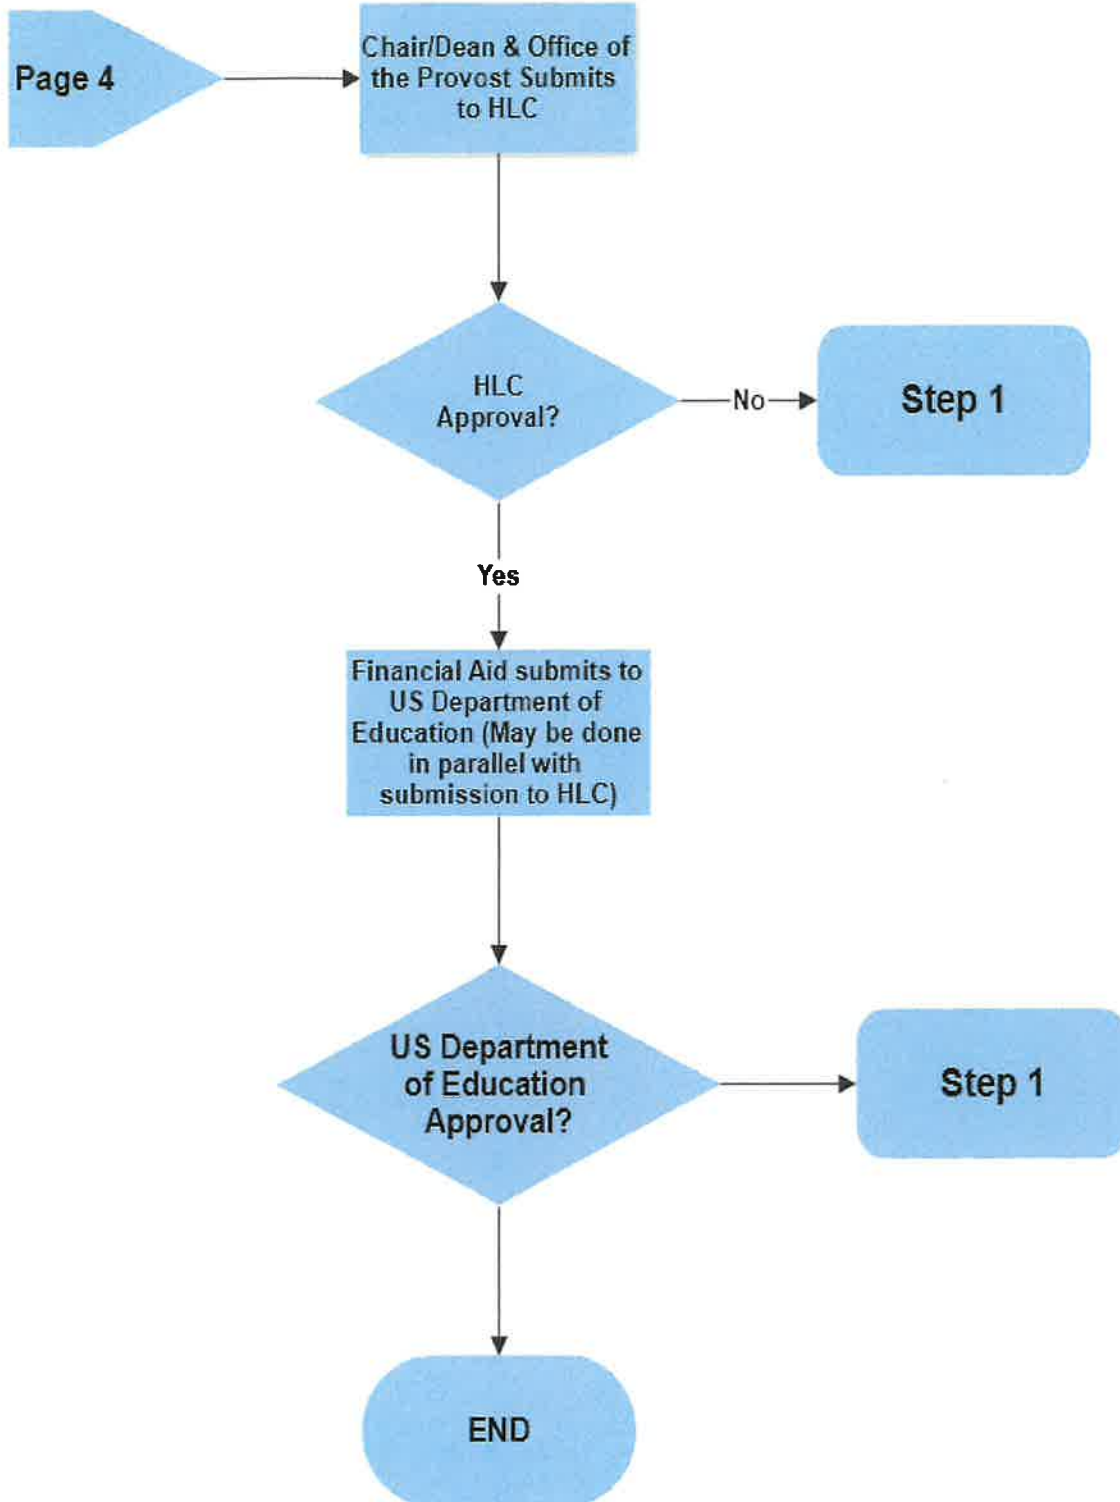 Page 4
Chair/Dean & Office of
the Provost Submits
to HLC
HLC
Approval?
No
Step 1
Yes
Financial Aid submits to
US Department of
Education (May be done
in parallel with
submission to HLC)
US Department
of Education
Approval?
Step 1
END